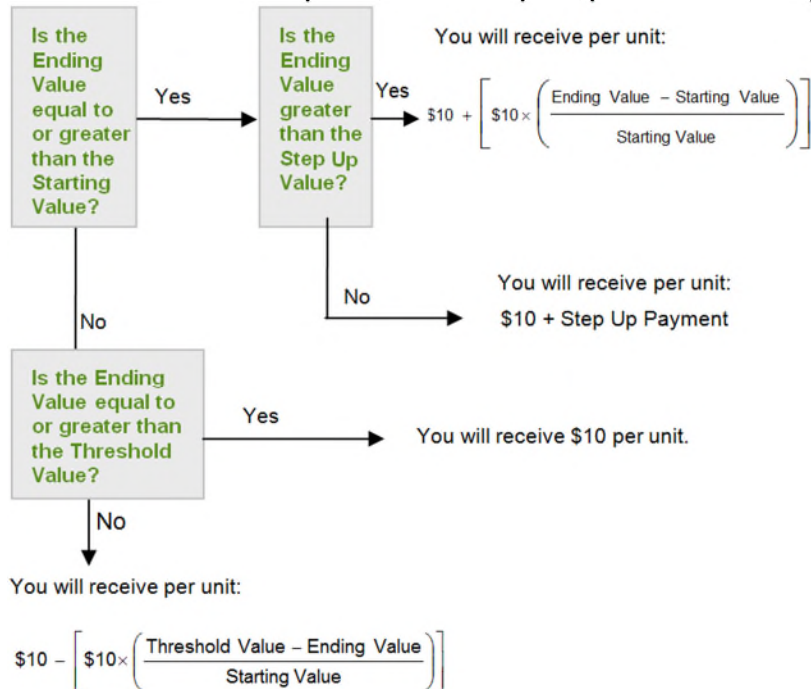 Is the
Ending
Value
equal to
or greater
than the
Starting
Value?
Yes
Is the
Ending
Value
greater
than the
Step Up
Value?
Yes
You will receive per unit:
$10 + [ $10 × ( Ending Value – Starting Value
Starting Value ) ]
No
You will receive per unit:
$10 + Step Up Payment
No
Is the Ending
Value equal to
or greater than
the Threshold
Value?
Yes
You will receive $10 per unit.
No
You will receive per unit:
$10 – [ $10× ( Threshold Value – Ending Value
Starting Value ) ]